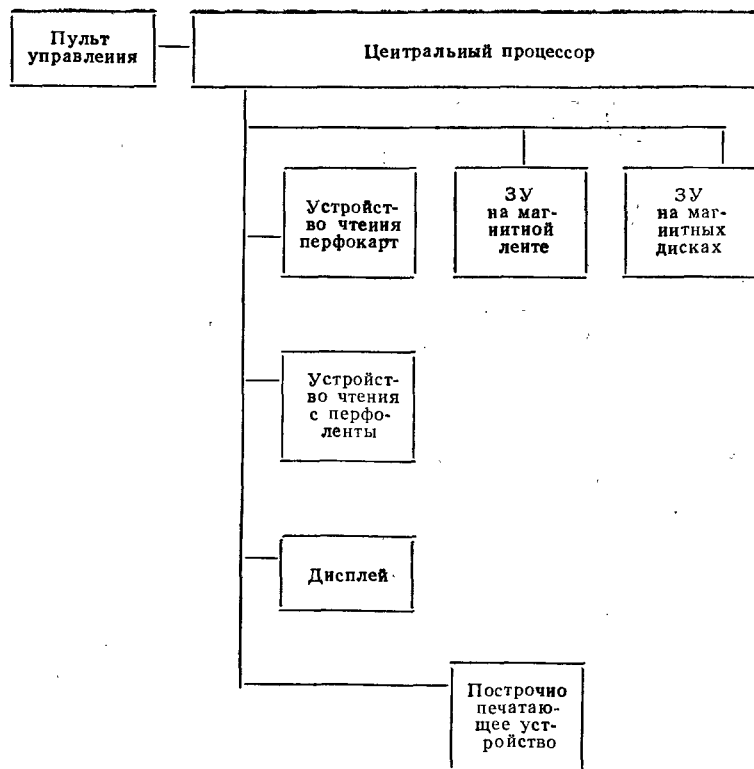 Пульт
управления
Центральный процессор
Устройст-
во чтения
перфокарт
ЗУ
на маг-
нитной
ленте
ЗУ
на маг-
нитных
дисках
Устройст-
во чтения
с перфо-
ленты
Дисплей
Построчно
печатаю-
щее уст-
ройство